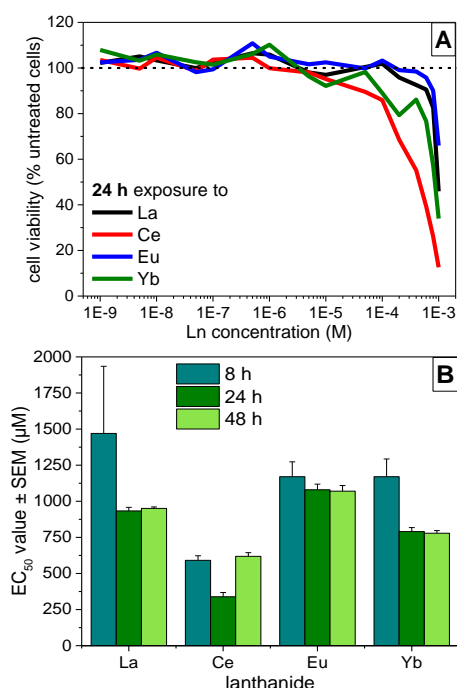 A
cell viability (% untreated cells)
120
100
80
60
40
20
0
24 h exposure to
La
Ce
Eu
Yb
1E-9 1E-8 1E-7 1E-6 1E-5 1E-4 1E-3
Ln concentration (M)
B
EC50 value ± SEM (µM)
2000
1750
1500
1250
1000
750
500
250
0
8 h
24 h
48 h
La Ce Eu Yb
lanthanide